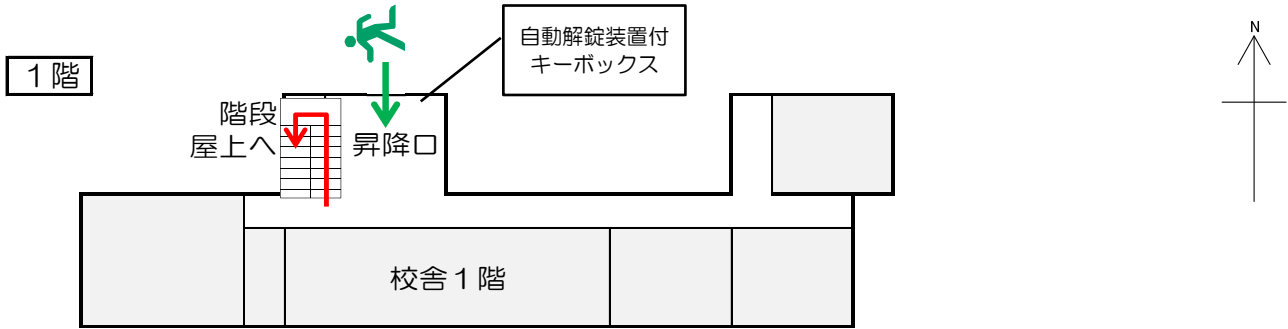 自動解錠装置付
キーボックス
N
１階
階段
屋上へ
昇降口
校舎１階